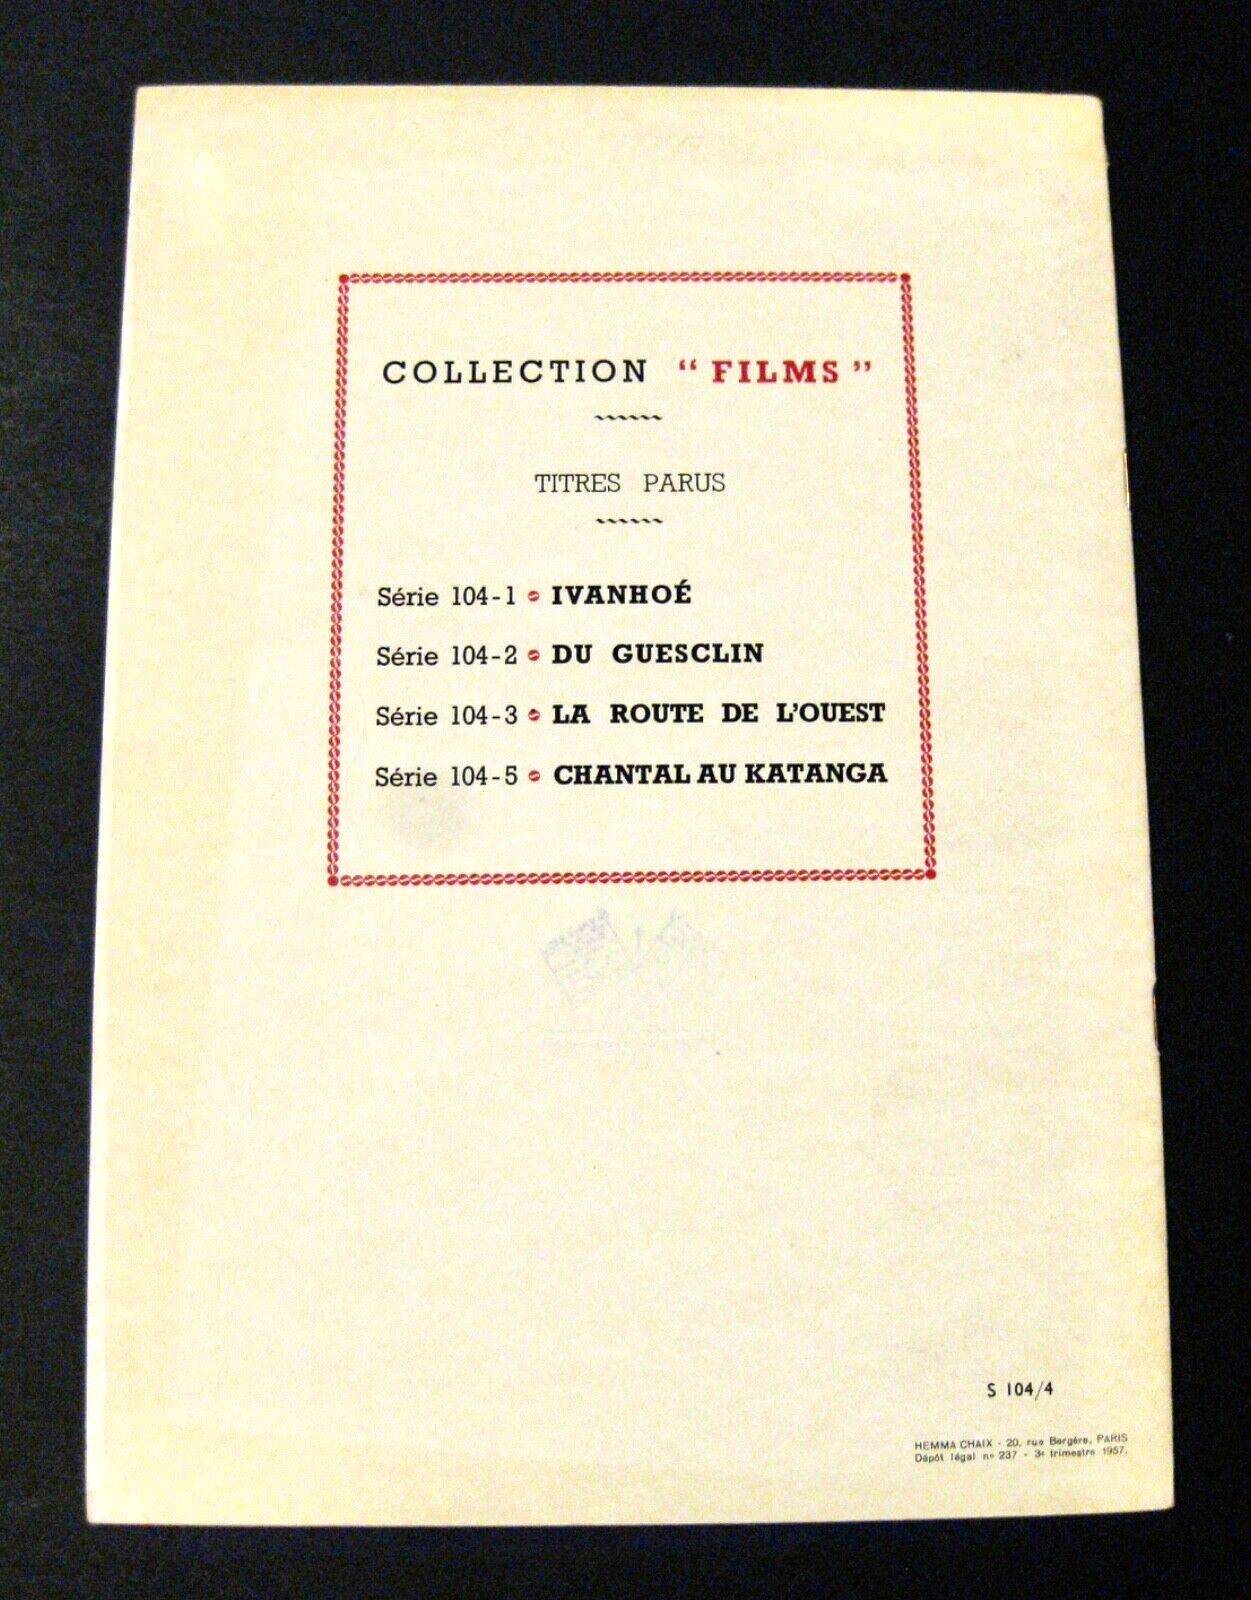 COLLECTION “ FILMS ”
TITRES PARUS
Série 104-1 • IVANHOÉ
Série 104-2 • DU GUESCLIN
Série 104-3 • LA ROUTE DE L'OUEST
Série 104-5 • CHANTAL AU KATANGA
S 104/4
HEMMA CHAIX - 20, rue Bergère, PARIS
Dépôt légal nº 237 - 3e trimestre 1957.